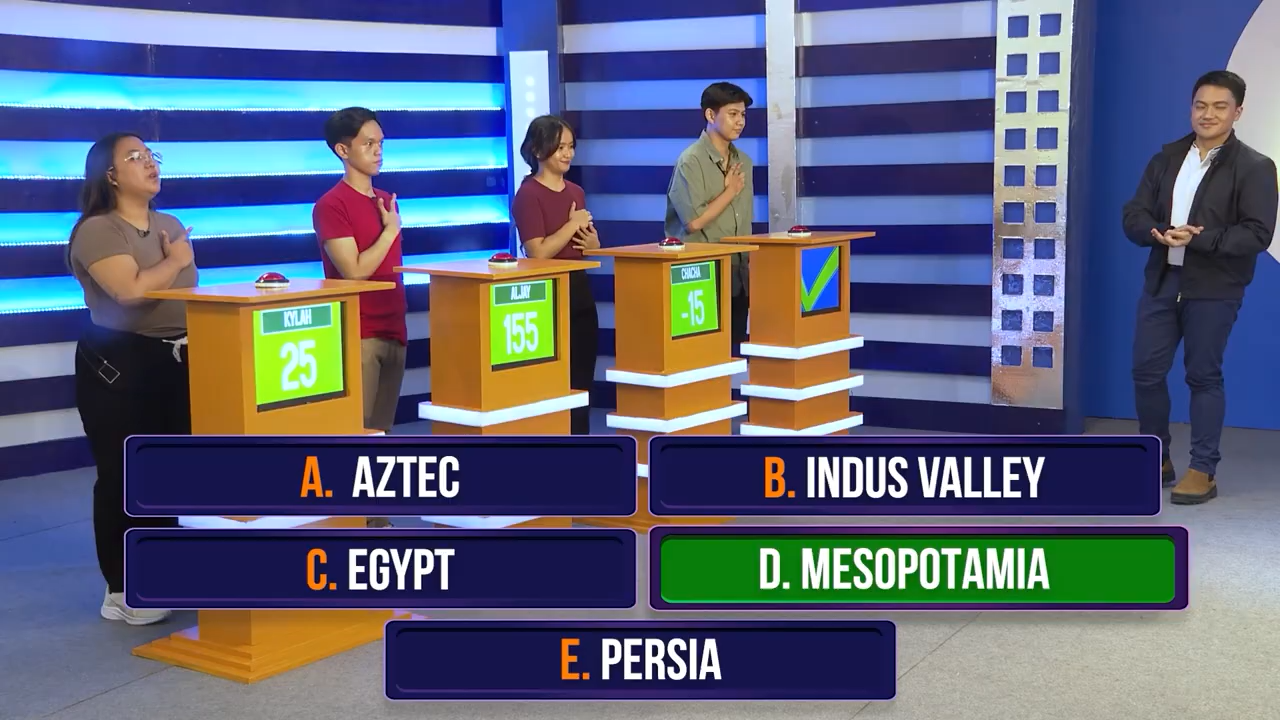 KYLAH
25
ALJAY
155
CHACHA
-15
A. AZTEC
B. INDUS VALLEY
C. EGYPT
D. MESOPOTAMIA
E. PERSIA